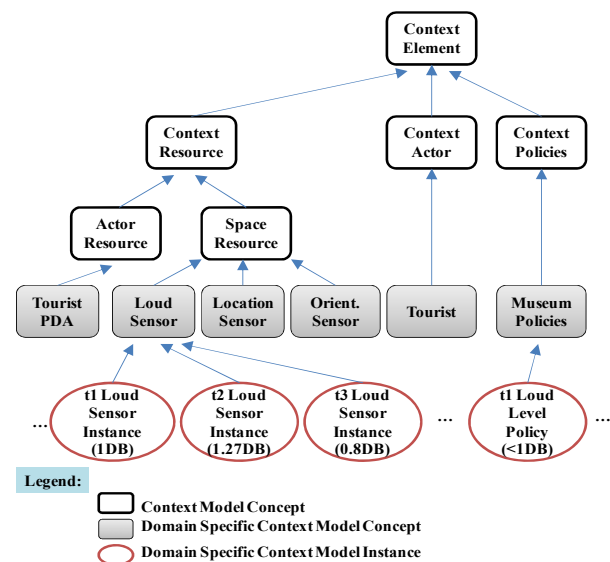 Context
Element
Context
Resource
Context
Actor
Context
Policies
Actor
Resource
Space
Resource
Tourist
PDA
Loud
Sensor
Location
Sensor
Orient.
Sensor
Tourist
Museum
Policies
...
t1 Loud
Sensor
Instance
(1DB)
t2 Loud
Sensor
Instance
(1.27DB)
t3 Loud
Sensor
Instance
(0.8DB)
...
t1 Loud
Level
Policy
(<1DB)
...
Legend:
Context Model Concept
Domain Specific Context Model Concept
Domain Specific Context Model Instance